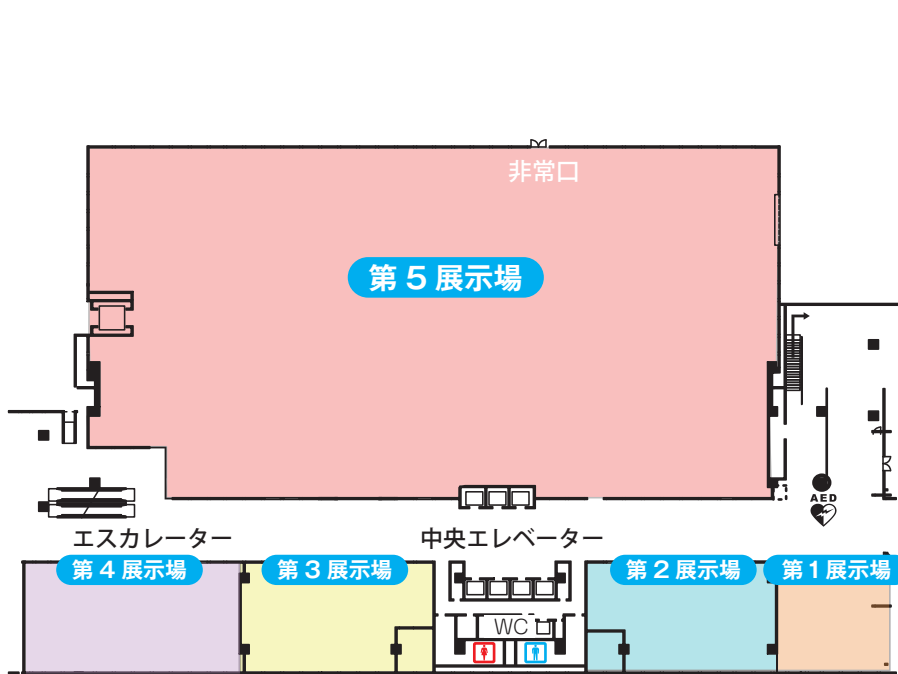 非常口
第 5 展示場
AED
エスカレーター
中央エレベーター
第 4 展示場
第 3 展示場
第 2 展示場
第 1 展示場
WC